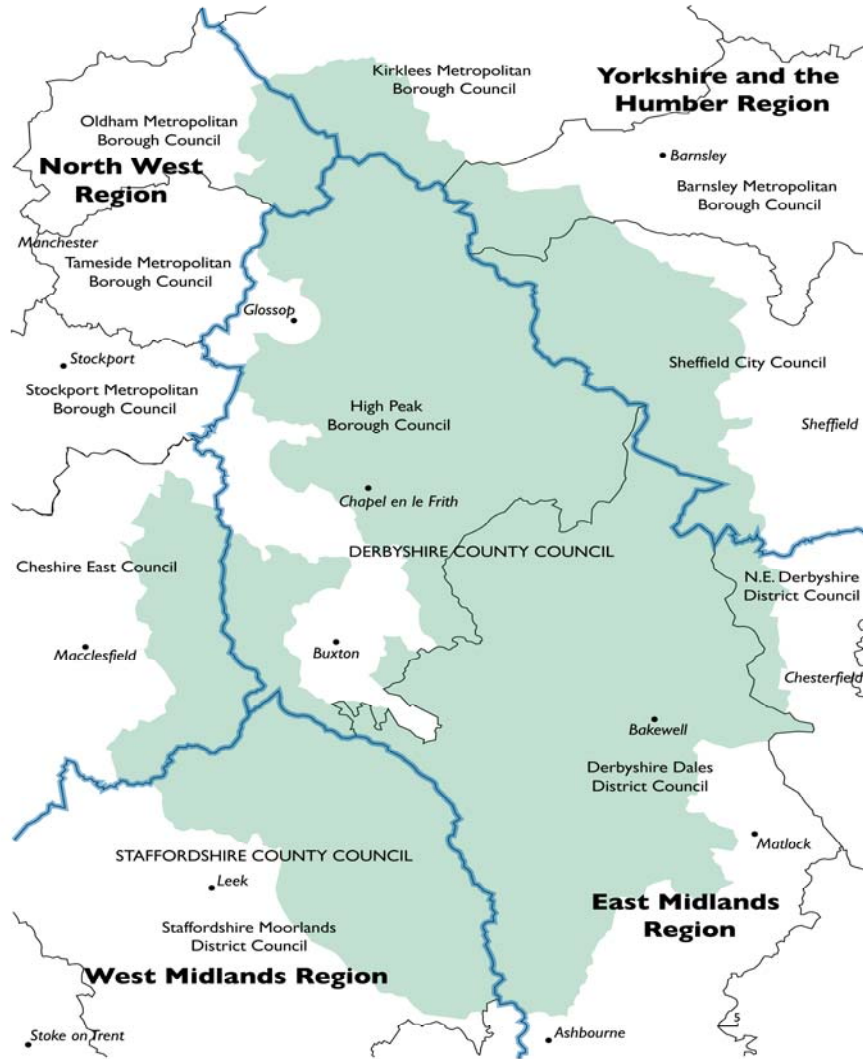 Kirklees Metropolitan
Borough Council
Yorkshire and the
Humber Region
Oldham Metropolitan
Borough Council
North West
Region
Barnsley
Barnsley Metropolitan
Borough Council
Manchester
Tameside Metropolitan
Borough Council
Glossop
Stockport
Stockport Metropolitan
Borough Council
Sheffield City Council
High Peak
Borough Council
Sheffield
Chapel en le Frith
DERBYSHIRE COUNTY COUNCIL
Cheshire East Council
N.E. Derbyshire
District Council
Macclesfield
Buxton
Chesterfield
Bakewell
Derbyshire Dales
District Council
Matlock
STAFFORDSHIRE COUNTY COUNCIL
Leek
East Midlands
Region
Staffordshire Moorlands
District Council
West Midlands Region
Stoke on Trent
Ashbourne
5